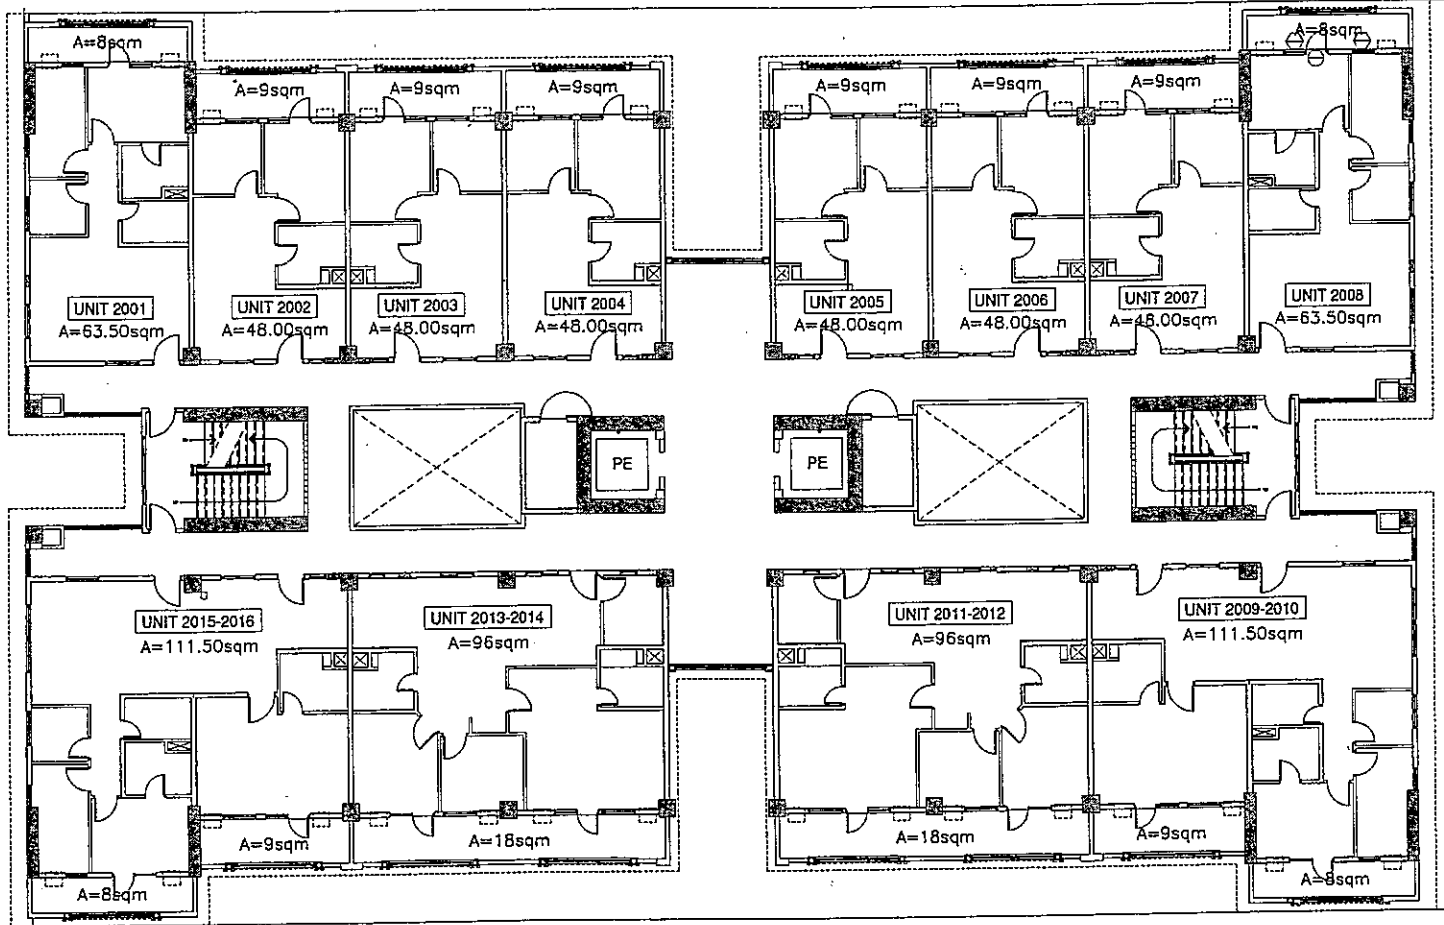 A=8sqm
A=8sqm
A=9sqm
A=9sqm
A=9sqm
A=9sqm
A=9sqm
A=9sqm
UNIT 2001
A=63.50sqm
UNIT 2002
A=48.00sqm
UNIT 2003
A=48.00sqm
UNIT 2004
A=48.00sqm
UNIT 2005
A=48.00sqm
UNIT 2006
A=48.00sqm
UNIT 2007
A=48.00sqm
UNIT 2008
A=63.50sqm
PE
PE
UNIT 2015-2016
A=111.50sqm
UNIT 2013-2014
A=96sqm
UNIT 2011-2012
A=96sqm
UNIT 2009-2010
A=111.50sqm
A=9sqm
A=18sqm
A=18sqm
A=9sqm
A=8sqm
A=8sqm